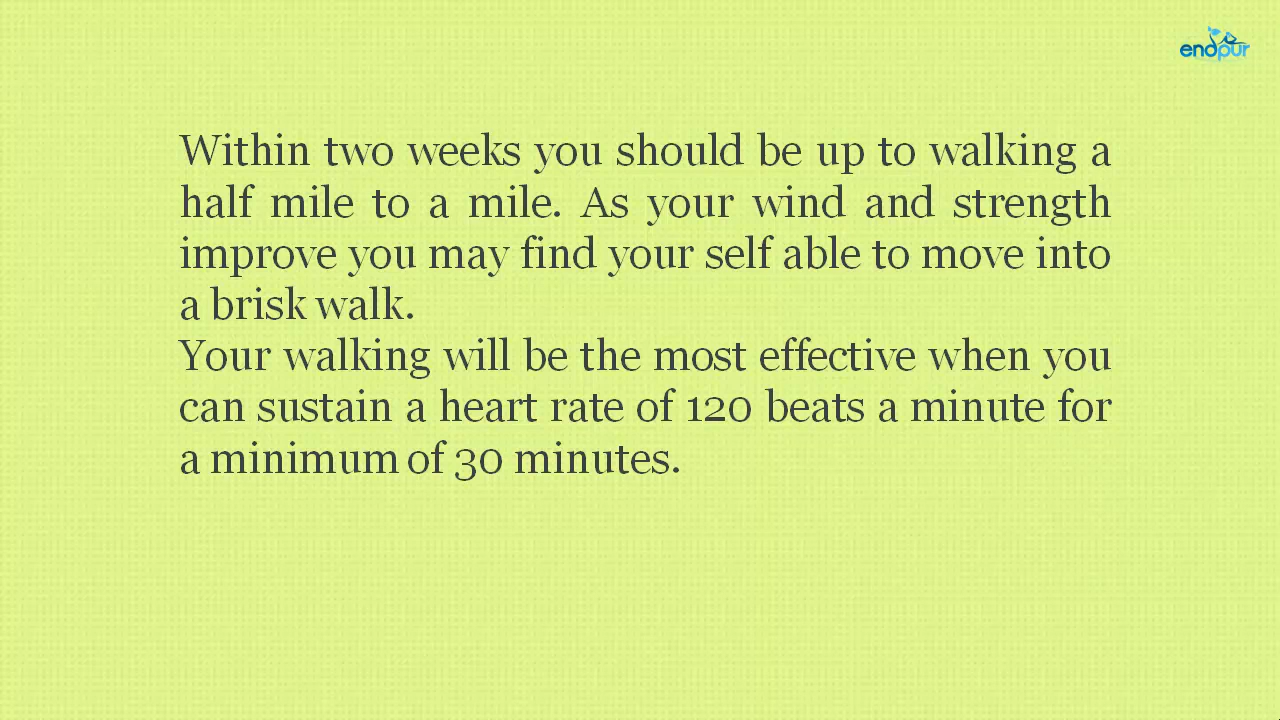 endpur
Within two weeks you should be up to walking a
half mile to a mile. As your wind and strength
improve you may find your self able to move into
a brisk walk.
Your walking will be the most effective when you
can sustain a heart rate of 120 beats a minute for
a minimum of 30 minutes.